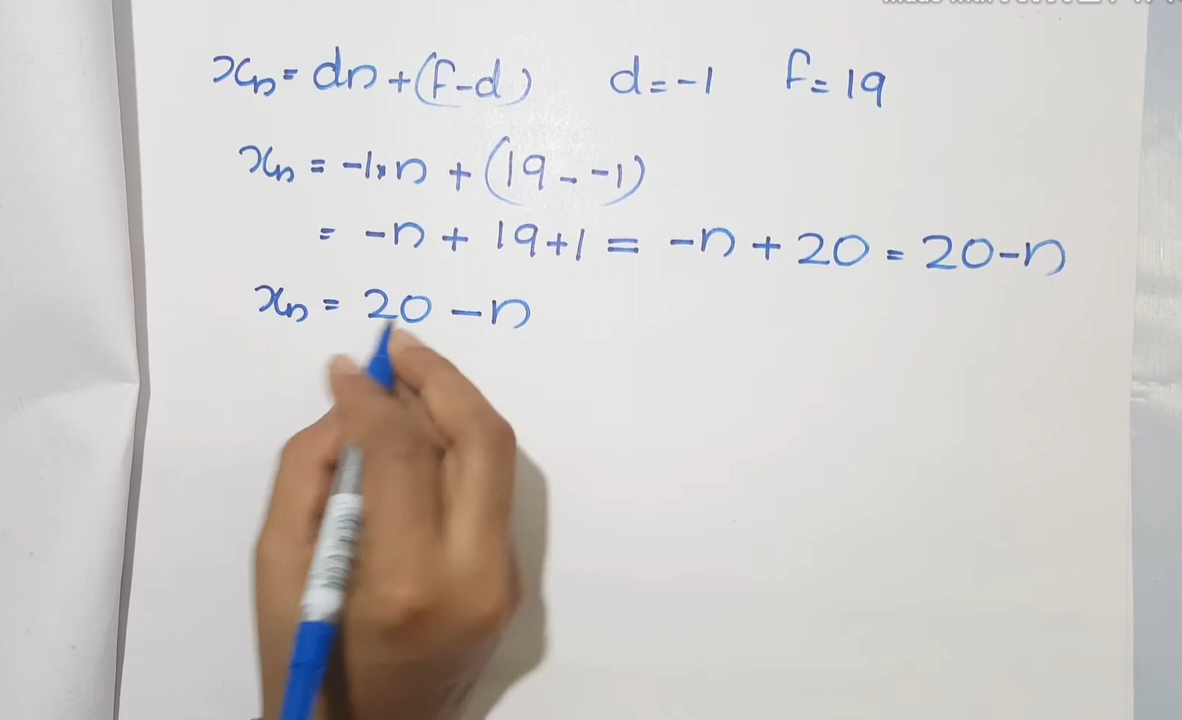 xₙ = dn + (f - d) d = -1 f = 19
xₙ = -1×n + (19 - -1)
= -n + 19 + 1 = -n + 20 = 20 - n
xₙ = 20 - n